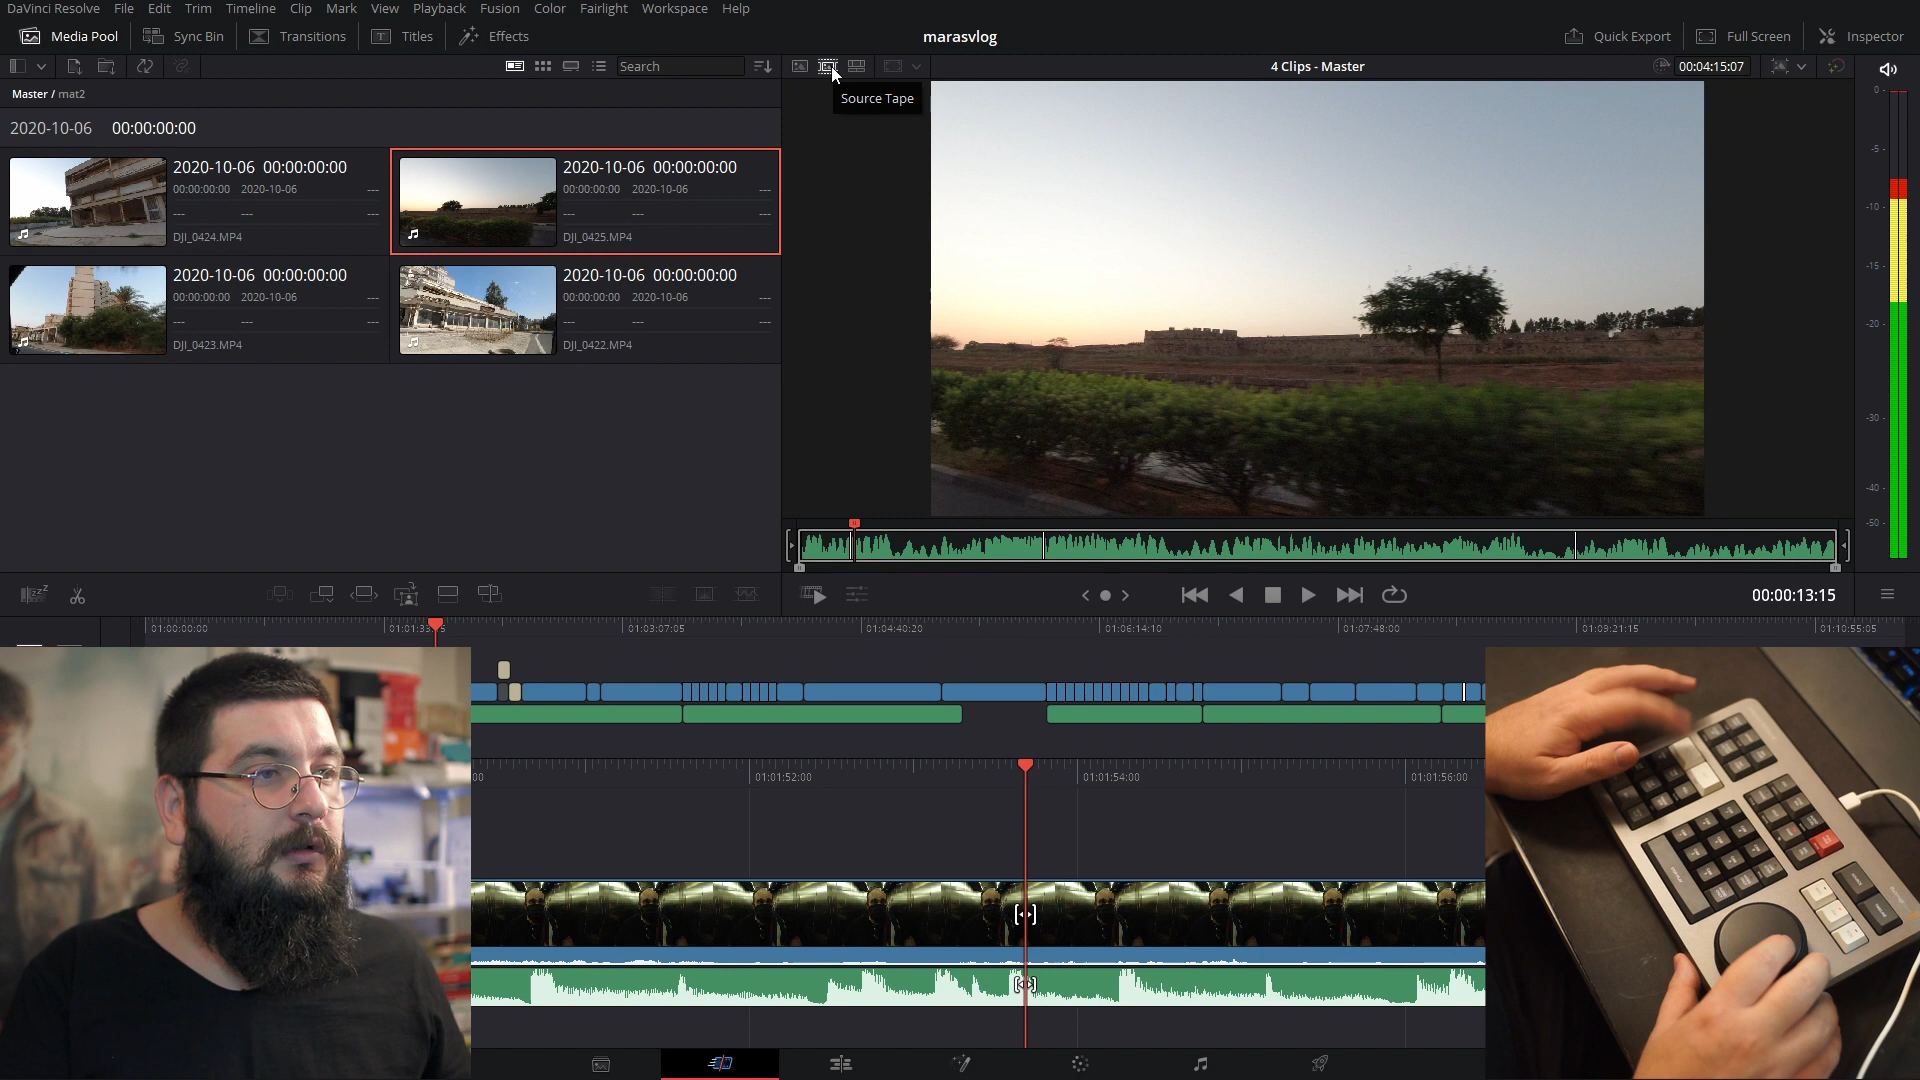 DaVinci Resolve File Edit Trim Timeline Clip Mark View Playback Fusion Color Fairlight Workspace Help
Media Pool Sync Bin Transitions Titles Effects marasvlog Quick Export Full Screen Inspector
Search 4 Clips - Master 00:04:15:07
Source Tape
Master / mat2
2020-10-06 00:00:00:00
2020-10-06 00:00:00:00
00:00:00:00 2020-10-06 ---
--- --- ---
DJI_0424.MP4
2020-10-06 00:00:00:00
00:00:00:00 2020-10-06 ---
--- --- ---
DJI_0425.MP4
2020-10-06 00:00:00:00
00:00:00:00 2020-10-06 ---
--- --- ---
DJI_0423.MP4
2020-10-06 00:00:00:00
00:00:00:00 2020-10-06 ---
--- --- ---
DJI_0422.MP4
0
-5
-10
-15
-20
-30
-40
-50
00:00:13:15
01:00:00:00 01:01:33: 01:03:07:05 01:04:40:20 01:06:14:10 01:07:48:00 01:09:21:15 01:10:55:05
00 01:01:52:00 01:01:54:00 01:01:56:00